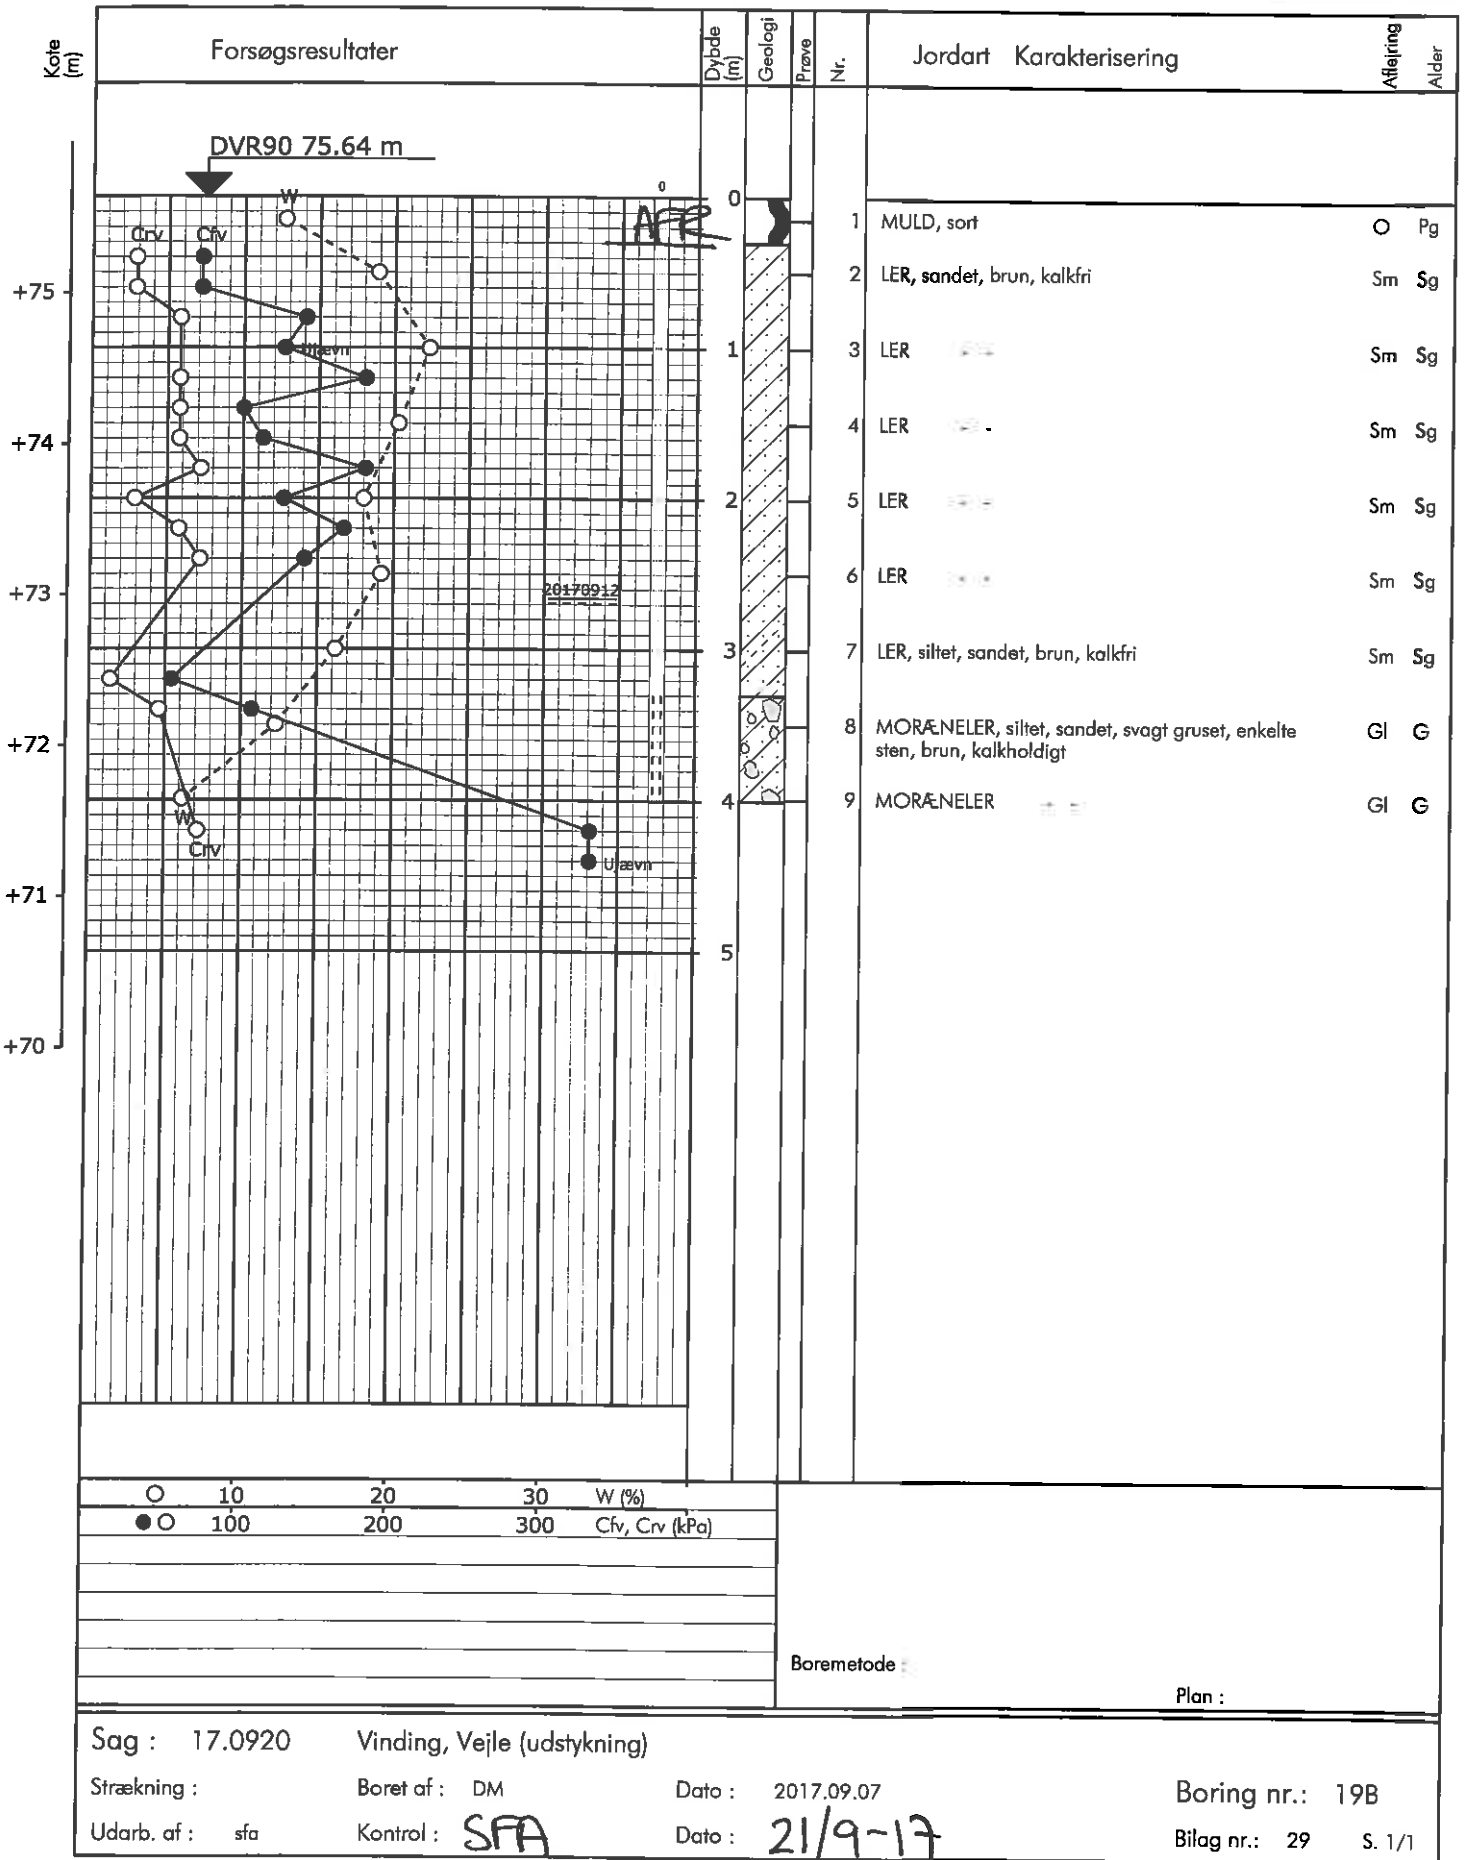 Kote (m)
Forsøgsresultater
Dybde (m)
Geologi
Prøve
Nr.
Jordart Karakterisering
Aflejring
Alder
DVR90 75.64 m
W
0
0
AFR
Crv Cfv
1 MULD, sort O Pg
2 LER, sandet, brun, kalkfri Sm Sg
+75
Ujævn
1
3 LER - - Sm Sg
4 LER - - Sm Sg
+74
2
5 LER - - Sm Sg
6 LER - - Sm Sg
+73
20170912
3
7 LER, siltet, sandet, brun, kalkfri Sm Sg
8 MORÆNELER, siltet, sandet, svagt gruset, enkelte Gl G
sten, brun, kalkholdigt
+72
4
9 MORÆNELER - - Gl G
W
Crv
Ujævn
+71
5
+70
10 20 30 W (%)
100 200 300 Cfv, Crv (kPa)
Boremetode :
Plan :
Sag : 17.0920 Vinding, Vejle (udstykning)
Strækning : Boret af : DM Dato : 2017.09.07 Boring nr.: 19B
Udarb. af : sfa Kontrol : SFA Dato : 21/9-17 Bilag nr.: 29 S. 1/1